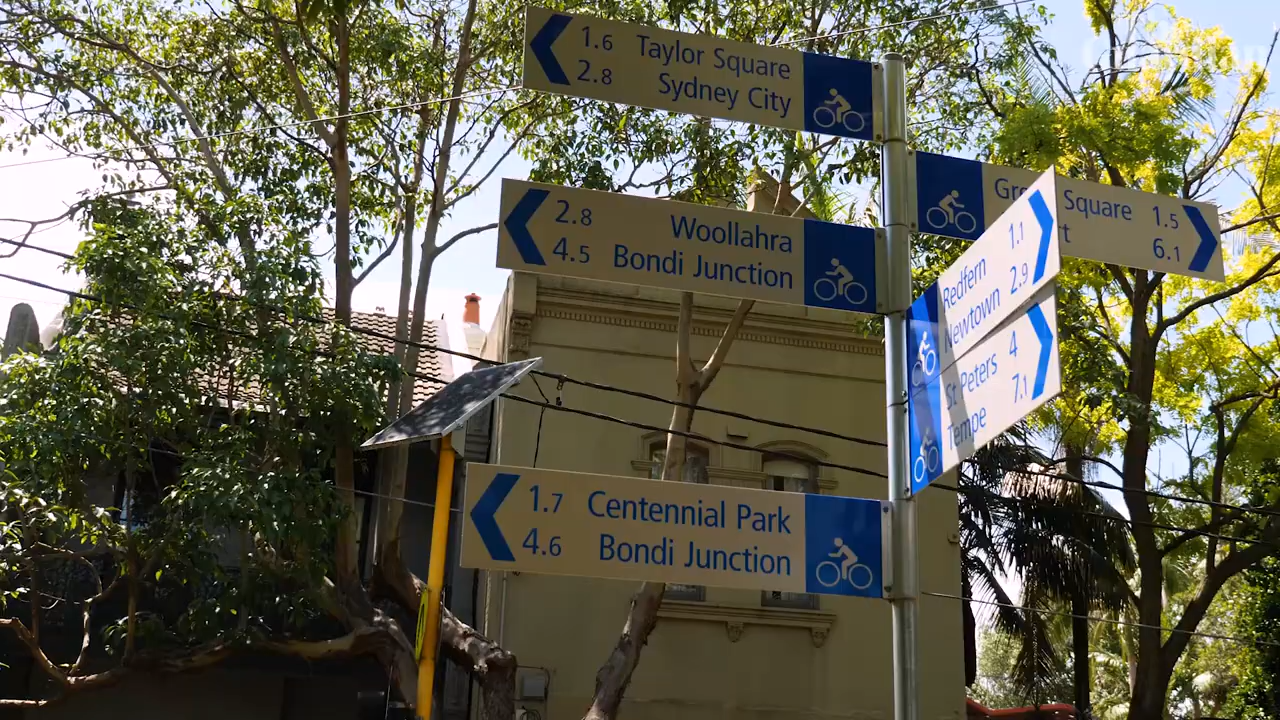 1.6 Taylor Square
2.8 Sydney City
2.8 Woollahra
4.5 Bondi Junction
Square 1.5
6.1
Redfern 1.1
Newtown 2.9
St Peters 4
Tempe 7.1
1.7 Centennial Park
4.6 Bondi Junction